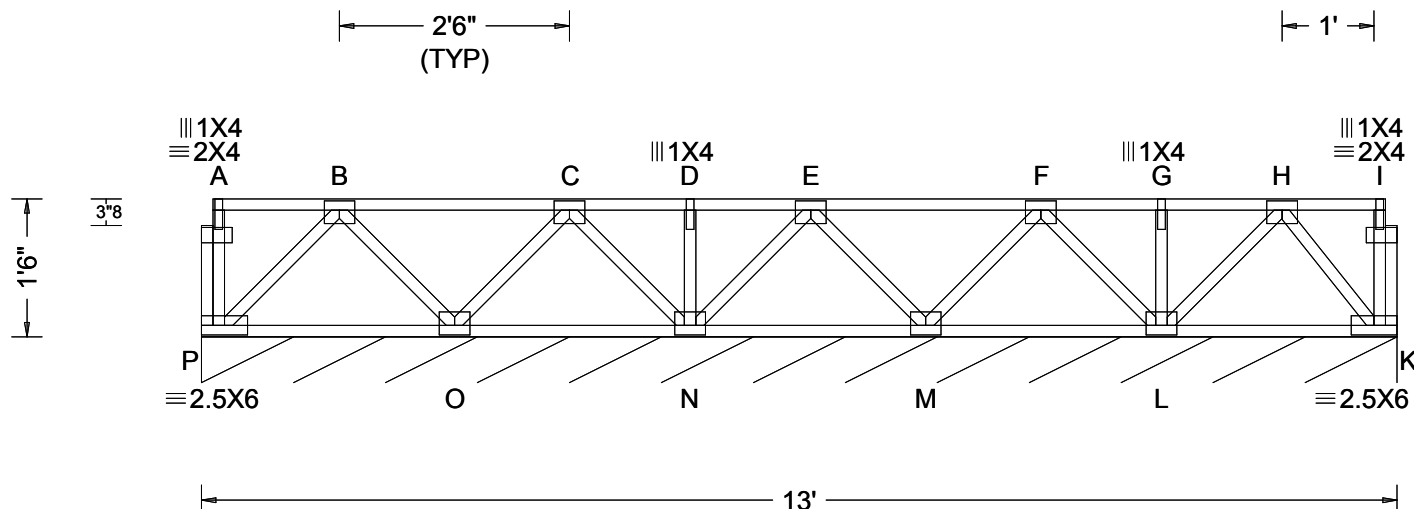 2'6"
(TYP)
1'
|||1X4
≡2X4
|||1X4
|||1X4
|||1X4
≡2X4
A B C D E F G H I
3"8
1'6"
P K
≡2.5X6 O N M L ≡2.5X6
13'